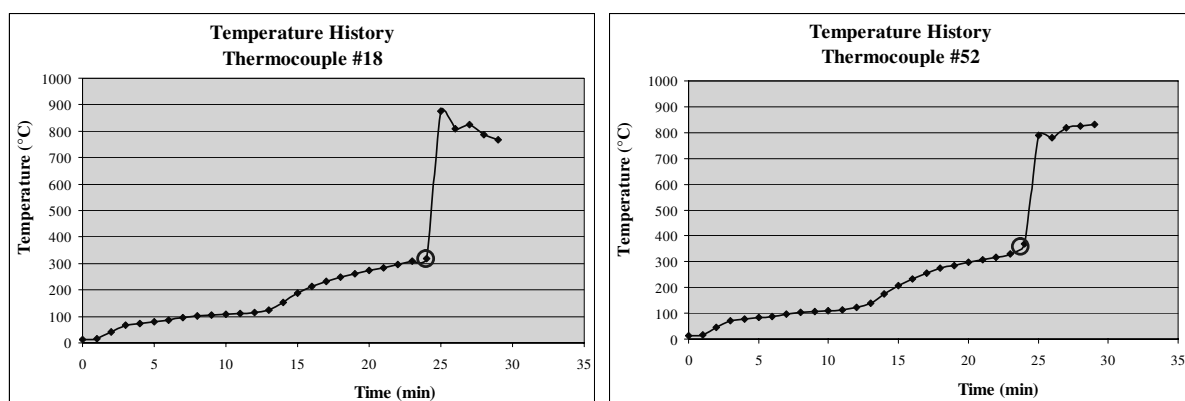 Temperature History
Thermocouple #18
1000
900
800
700
600
500
400
300
200
100
0
Temperature (°C)
0 5 10 15 20 25 30 35
Time (min)
Temperature History
Thermocouple #52
1000
900
800
700
600
500
400
300
200
100
0
Temperature (°C)
0 5 10 15 20 25 30 35
Time (min)